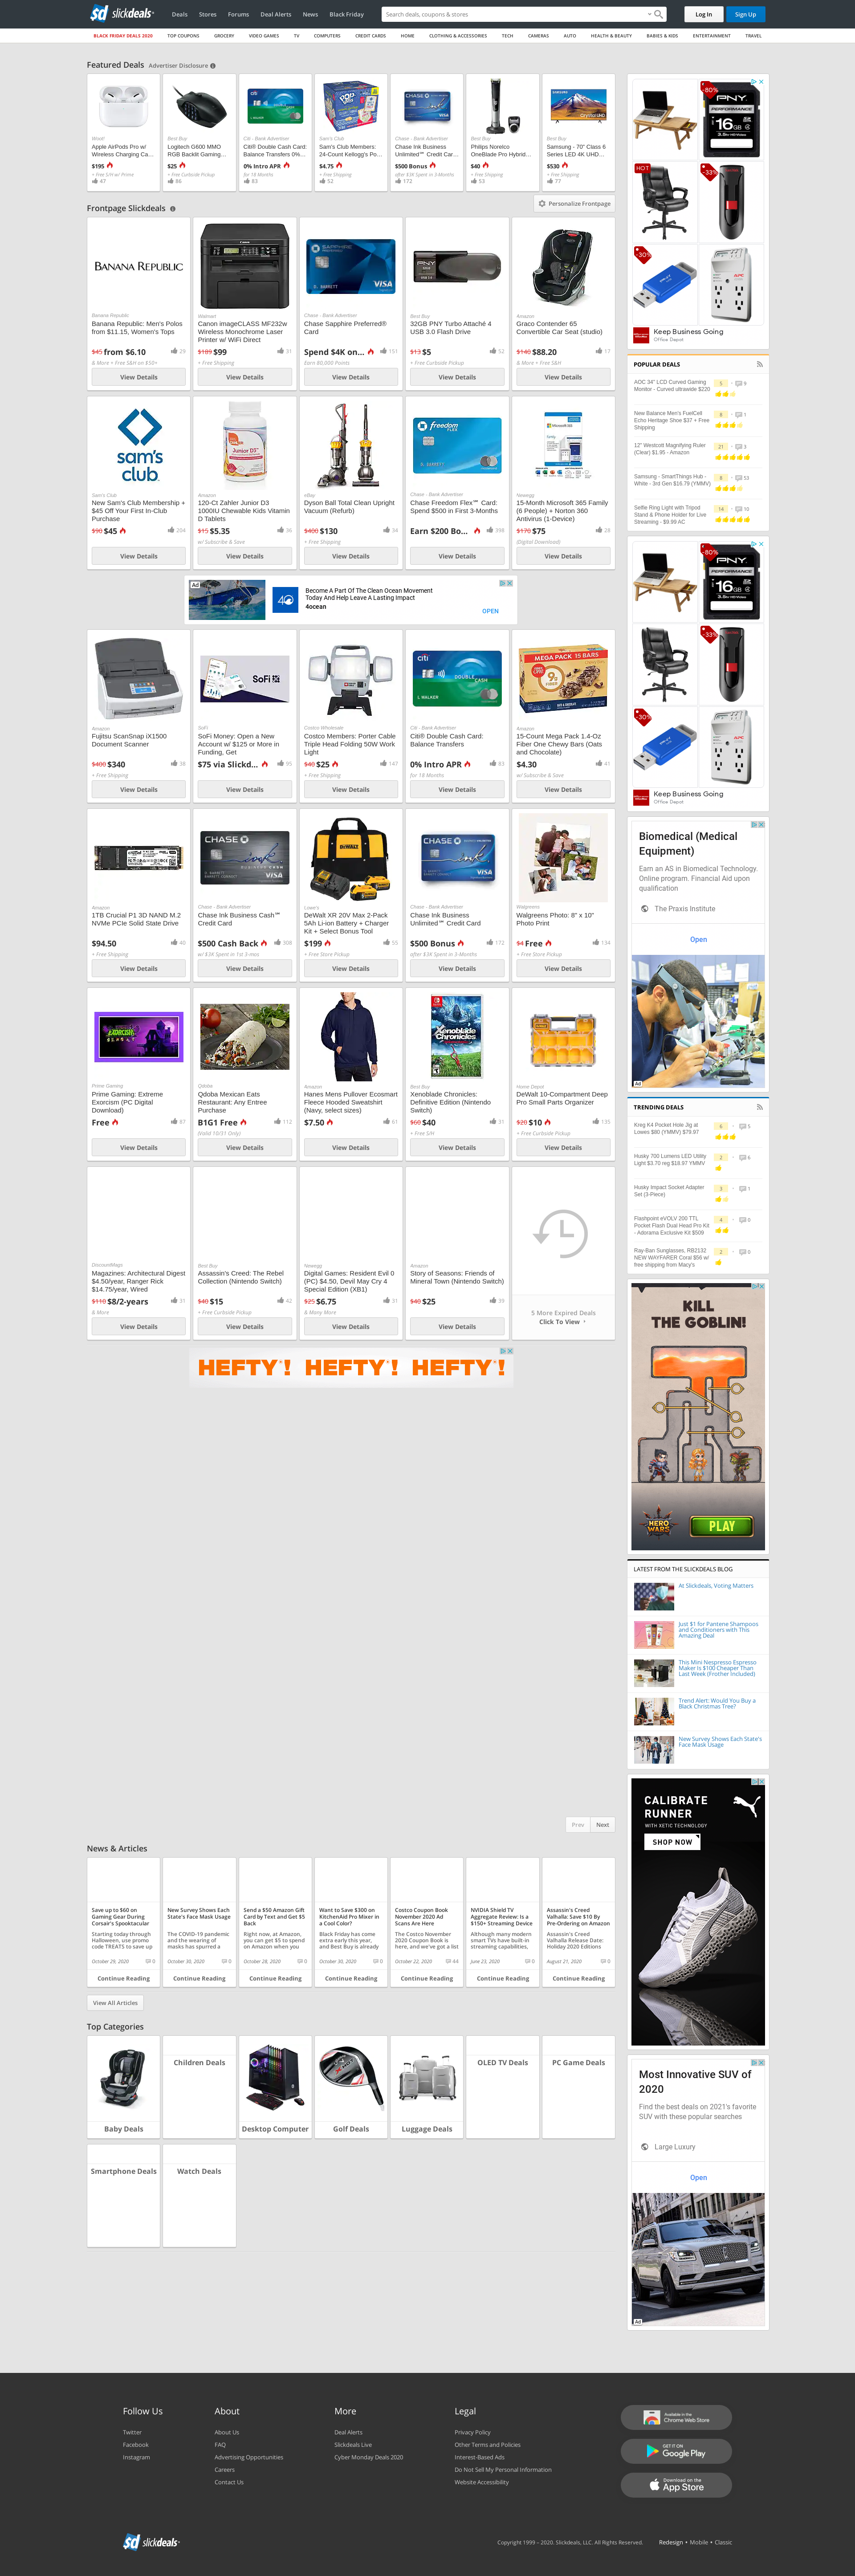 slickdeals
Deals
Stores
Forums
Deal Alerts
News
Black Friday
Search deals, coupons & stores
Log In
Sign Up
BLACK FRIDAY DEALS 2020
TOP COUPONS
GROCERY
VIDEO GAMES
TV
COMPUTERS
CREDIT CARDS
HOME
CLOTHING & ACCESSORIES
TECH
CAMERAS
AUTO
HEALTH & BEAUTY
BABIES & KIDS
ENTERTAINMENT
TRAVEL
Featured Deals Advertiser Disclosure
Woot!
Apple AirPods Pro w/
Wireless Charging Ca...
$195
+ Free S/H w/ Prime
47
Best Buy
Logitech G600 MMO
RGB Backlit Gaming...
$25
+ Free Curbside Pickup
86
Citi - Bank Advertiser
Citi® Double Cash Card:
Balance Transfers 0%...
0% Intro APR
for 18 Months
83
Sam's Club
Sam's Club Members:
24-Count Kellogg's Po...
$4.75
+ Free Shipping
52
Chase - Bank Advertiser
Chase Ink Business
Unlimited℠ Credit Car...
$500 Bonus
after $3K Spent in 3-Months
172
Best Buy
Philips Norelco
OneBlade Pro Hybrid...
$40
+ Free Shipping
53
Best Buy
Samsung - 70" Class 6
Series LED 4K UHD...
$530
+ Free Shipping
77
Frontpage Slickdeals
Personalize Frontpage
BANANA REPUBLIC
Banana Republic
Banana Republic: Men's Polos
from $11.15, Women's Tops
$45 from $6.10
29
& More + Free S&H on $50+
View Details
Walmart
Canon imageCLASS MF232w
Wireless Monochrome Laser
Printer w/ WiFi Direct
$189 $99
31
+ Free Shipping
View Details
Chase - Bank Advertiser
Chase Sapphire Preferred®
Card
Spend $4K on...
151
Earn 80,000 Points
View Details
Best Buy
32GB PNY Turbo Attaché 4
USB 3.0 Flash Drive
$13 $5
52
+ Free Curbside Pickup
View Details
Amazon
Graco Contender 65
Convertible Car Seat (studio)
$140 $88.20
17
& More + Free S&H
View Details
sam's
club
Sam's Club
New Sam's Club Membership +
$45 Off Your First In-Club
Purchase
$90 $45
204
View Details
Amazon
120-Ct Zahler Junior D3
1000IU Chewable Kids Vitamin
D Tablets
$15 $5.35
36
w/ Subscribe & Save
View Details
eBay
Dyson Ball Total Clean Upright
Vacuum (Refurb)
$400 $130
34
+ Free Shipping
View Details
Chase - Bank Advertiser
Chase Freedom Flex℠ Card:
Spend $500 in First 3-Months
Earn $200 Bo...
398
View Details
Newegg
15-Month Microsoft 365 Family
(6 People) + Norton 360
Antivirus (1-Device)
$170 $75
28
(Digital Download)
View Details
Ad
Become A Part Of The Clean Ocean Movement
Today And Help Leave A Lasting Impact
4ocean
OPEN
Amazon
Fujitsu ScanSnap iX1500
Document Scanner
$400 $340
38
+ Free Shipping
View Details
SoFi
SoFi
SoFi Money: Open a New
Account w/ $125 or More in
Funding, Get
$75 via Slickd...
95
View Details
Costco Wholesale
Costco Members: Porter Cable
Triple Head Folding 50W Work
Light
$40 $25
147
+ Free Shipping
View Details
Citi - Bank Advertiser
Citi® Double Cash Card:
Balance Transfers
0% Intro APR
83
for 18 Months
View Details
MEGA PACK 15 BARS
Amazon
15-Count Mega Pack 1.4-Oz
Fiber One Chewy Bars (Oats
and Chocolate)
$4.30
41
w/ Subscribe & Save
View Details
Amazon
1TB Crucial P1 3D NAND M.2
NVMe PCIe Solid State Drive
$94.50
40
+ Free Shipping
View Details
Chase - Bank Advertiser
Chase Ink Business Cash℠
Credit Card
$500 Cash Back
308
w/ $3K Spent in 1st 3-mos
View Details
Lowe's
DeWalt XR 20V Max 2-Pack
5Ah Li-ion Battery + Charger
Kit + Select Bonus Tool
$199
55
+ Free Store Pickup
View Details
Chase - Bank Advertiser
Chase Ink Business
Unlimited℠ Credit Card
$500 Bonus
172
after $3K Spent in 3-Months
View Details
Walgreens
Walgreens Photo: 8" x 10"
Photo Print
$4 Free
134
+ Free Store Pickup
View Details
Prime Gaming
Prime Gaming: Extreme
Exorcism (PC Digital
Download)
Free
87
View Details
Qdoba
Qdoba Mexican Eats
Restaurant: Any Entree
Purchase
B1G1 Free
112
(Valid 10/31 Only)
View Details
Amazon
Hanes Mens Pullover Ecosmart
Fleece Hooded Sweatshirt
(Navy, select sizes)
$7.50
61
View Details
Best Buy
Xenoblade Chronicles:
Definitive Edition (Nintendo
Switch)
$60 $40
31
+ Free S/H
View Details
Home Depot
DeWalt 10-Compartment Deep
Pro Small Parts Organizer
$20 $10
135
+ Free Curbside Pickup
View Details
DiscountMags
Magazines: Architectural Digest
$4.50/year, Ranger Rick
$14.75/year, Wired
$110 $8/2-years
31
& More
View Details
Best Buy
Assassin's Creed: The Rebel
Collection (Nintendo Switch)
$40 $15
42
+ Free Curbside Pickup
View Details
Newegg
Digital Games: Resident Evil 0
(PC) $4.50, Devil May Cry 4
Special Edition (XB1)
$25 $6.75
31
& Many More
View Details
Amazon
Story of Seasons: Friends of
Mineral Town (Nintendo Switch)
$40 $25
39
View Details
5 More Expired Deals
Click To View
HEFTY! HEFTY! HEFTY!
Prev
Next
News & Articles
Save up to $60 on
Gaming Gear During
Corsair's Spooktacular
Starting today through
Halloween, use promo
code TREATS to save up
October 29, 2020
0
Continue Reading
New Survey Shows Each
State's Face Mask Usage
The COVID-19 pandemic
and the wearing of
masks has spurred a
October 30, 2020
0
Continue Reading
Send a $50 Amazon Gift
Card by Text and Get $5
Back
Right now, at Amazon,
you can get $5 to spend
on Amazon when you
October 28, 2020
0
Continue Reading
Want to Save $300 on
KitchenAid Pro Mixer in
a Cool Color?
Black Friday has come
extra early this year,
and Best Buy is already
October 30, 2020
0
Continue Reading
Costco Coupon Book
November 2020 Ad
Scans Are Here
The Costco November
2020 Coupon Book is
here, and we've got a list
October 22, 2020
44
Continue Reading
NVIDIA Shield TV
Aggregate Review: Is a
$150+ Streaming Device
Although many modern
smart TVs have built-in
streaming capabilities,
June 23, 2020
0
Continue Reading
Assassin's Creed
Valhalla: Save $10 By
Pre-Ordering on Amazon
Assassin's Creed
Valhalla Release Date:
Holiday 2020 Editions
August 21, 2020
0
Continue Reading
View All Articles
Top Categories
Baby Deals
Children Deals
Desktop Computer
Golf Deals
Luggage Deals
OLED TV Deals
PC Game Deals
Smartphone Deals
Watch Deals
-80%
PNY
PERFORMANCE
16
HOT
-33%
-30%
Keep Business Going
Office Depot
POPULAR DEALS
AOC 34" LCD Curved Gaming
Monitor - Curved ultrawide $220
5
9
New Balance Men's FuelCell
Echo Heritage Shoe $37 + Free
Shipping
8
1
12" Westcott Magnifying Ruler
(Clear) $1.95 - Amazon
21
3
Samsung - SmartThings Hub -
White - 3rd Gen $16.79 (YMMV)
8
53
Selfie Ring Light with Tripod
Stand & Phone Holder for Live
Streaming - $9.99 AC
14
10
-80%
PNY
PERFORMANCE
16
-33%
-30%
Keep Business Going
Office Depot
Biomedical (Medical
Equipment)
Earn an AS in Biomedical Technology.
Online program. Financial Aid upon
qualification
The Praxis Institute
Open
Ad
TRENDING DEALS
Kreg K4 Pocket Hole Jig at
Lowes $80 (YMMV) $79.97
6
5
Husky 700 Lumens LED Utility
Light $3.70 reg $18.97 YMMV
2
6
Husky Impact Socket Adapter
Set (3-Piece)
3
1
Flashpoint eVOLV 200 TTL
Pocket Flash Dual Head Pro Kit
- Adorama Exclusive Kit $509
4
0
Ray-Ban Sunglasses, RB2132
NEW WAYFARER Coral $56 w/
free shipping from Macy's
2
0
KILL
THE GOBLIN!
HERO
WARS
PLAY
LATEST FROM THE SLICKDEALS BLOG
At Slickdeals, Voting Matters
Just $1 for Pantene Shampoos
and Conditioners with This
Amazing Deal
This Mini Nespresso Espresso
Maker Is $100 Cheaper Than
Last Week (Frother Included)
Trend Alert: Would You Buy a
Black Christmas Tree?
New Survey Shows Each State's
Face Mask Usage
CALIBRATE
RUNNER
WITH XETIC TECHNOLOGY
SHOP NOW
Most Innovative SUV of
2020
Find the best deals on 2021's favorite
SUV with these popular searches
Large Luxury
Open
Ad
Follow Us
Twitter
Facebook
Instagram
About
About Us
FAQ
Advertising Opportunities
Careers
Contact Us
More
Deal Alerts
Slickdeals Live
Cyber Monday Deals 2020
Legal
Privacy Policy
Other Terms and Policies
Interest-Based Ads
Do Not Sell My Personal Information
Website Accessibility
Available in the
Chrome Web Store
GET IT ON
Google Play
Download on the
App Store
slickdeals
Copyright 1999 - 2020. Slickdeals, LLC. All Rights Reserved.
Redesign • Mobile • Classic